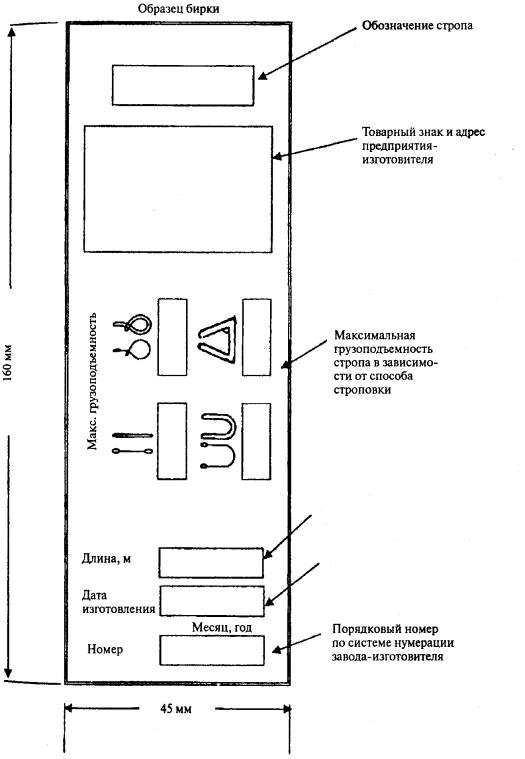 Образец бирки
Обозначение стропа
Товарный знак и адрес
предприятия-
изготовителя
160 мм
Макс. грузоподъемность
Максимальная
грузоподъемность
стропа в зависимо-
сти от способа
строповки
Длина, м
Дата
изготовления
Месяц, год
Номер
Порядковый номер
по системе нумерации
завода-изготовителя
45 мм